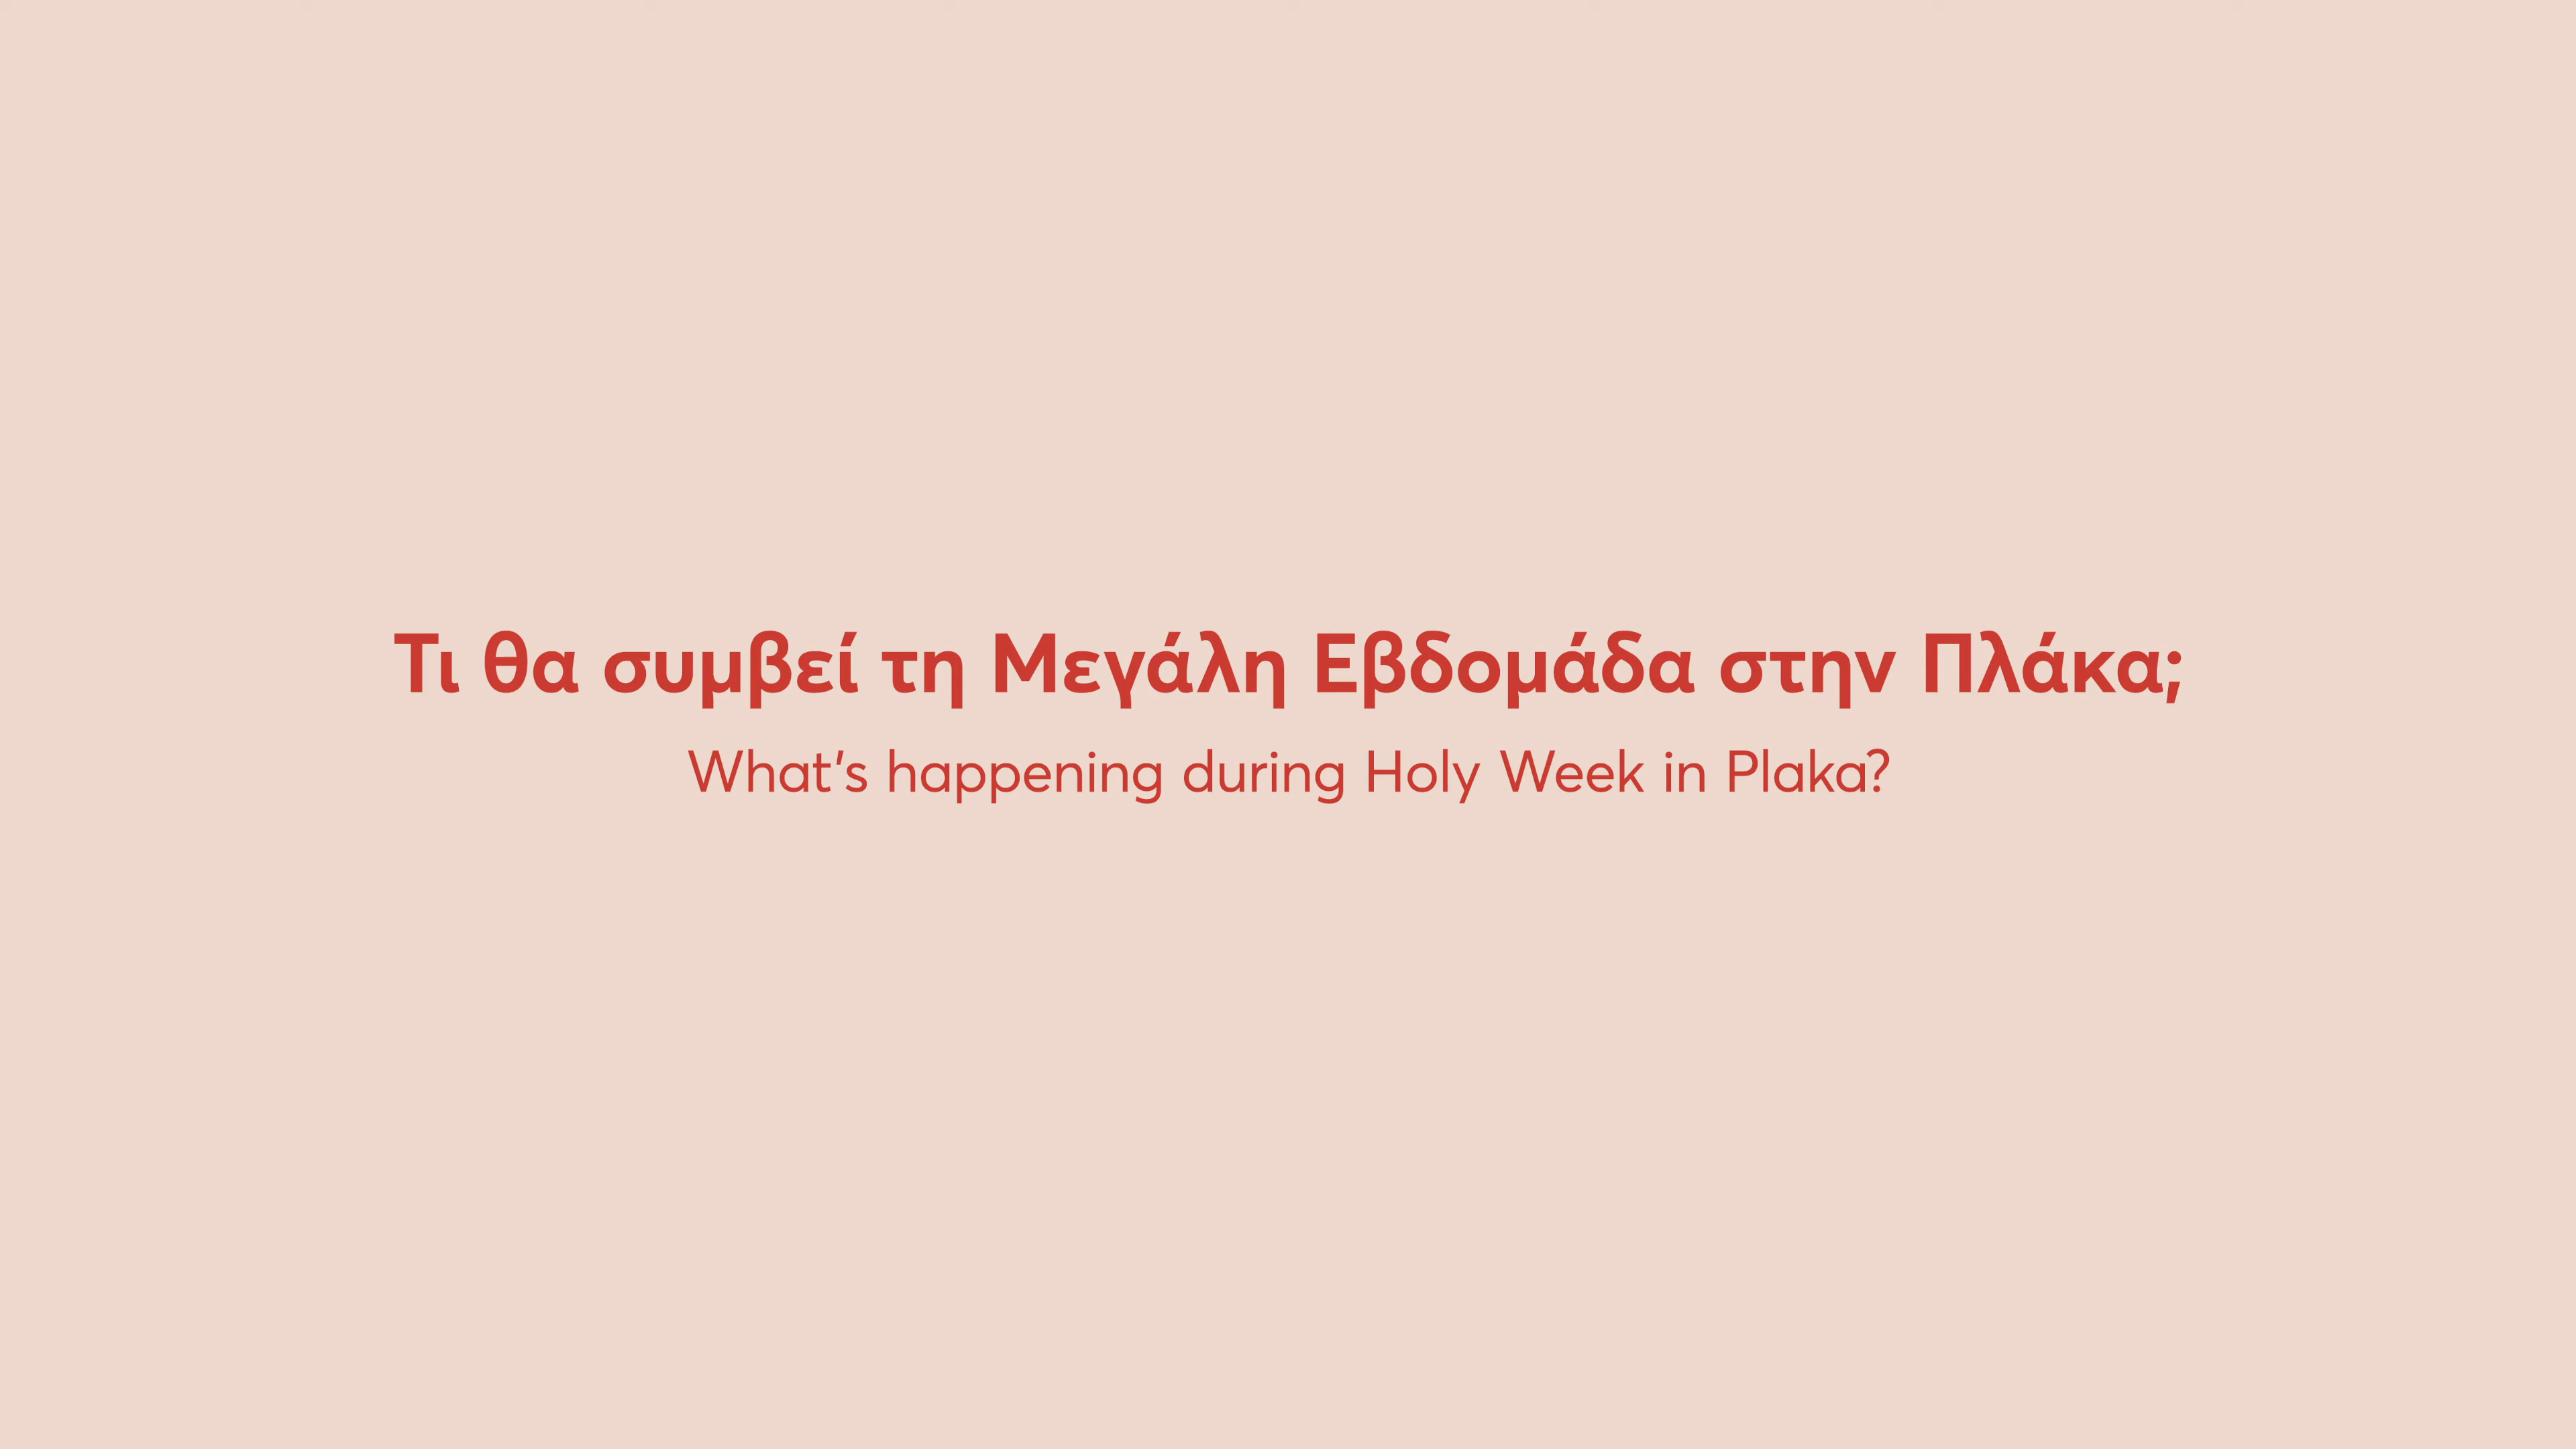 Τι θα συμβεί τη Μεγάλη Εβδομάδα στην Πλάκα;
What's happening during Holy Week in Plaka?